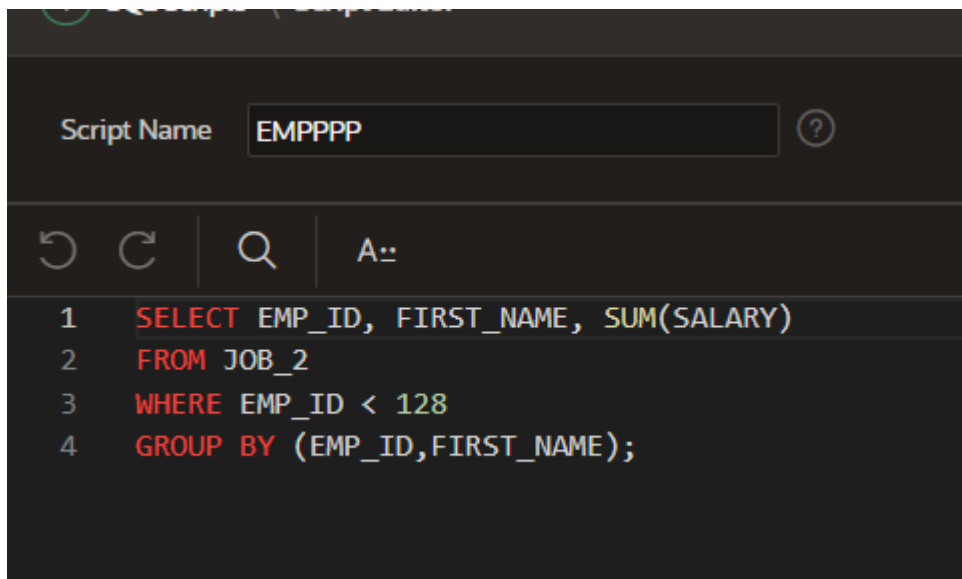 Script Name EMPPPP ?
A
1 SELECT EMP_ID, FIRST_NAME, SUM(SALARY)
2 FROM JOB_2
3 WHERE EMP_ID < 128
4 GROUP BY (EMP_ID,FIRST_NAME);